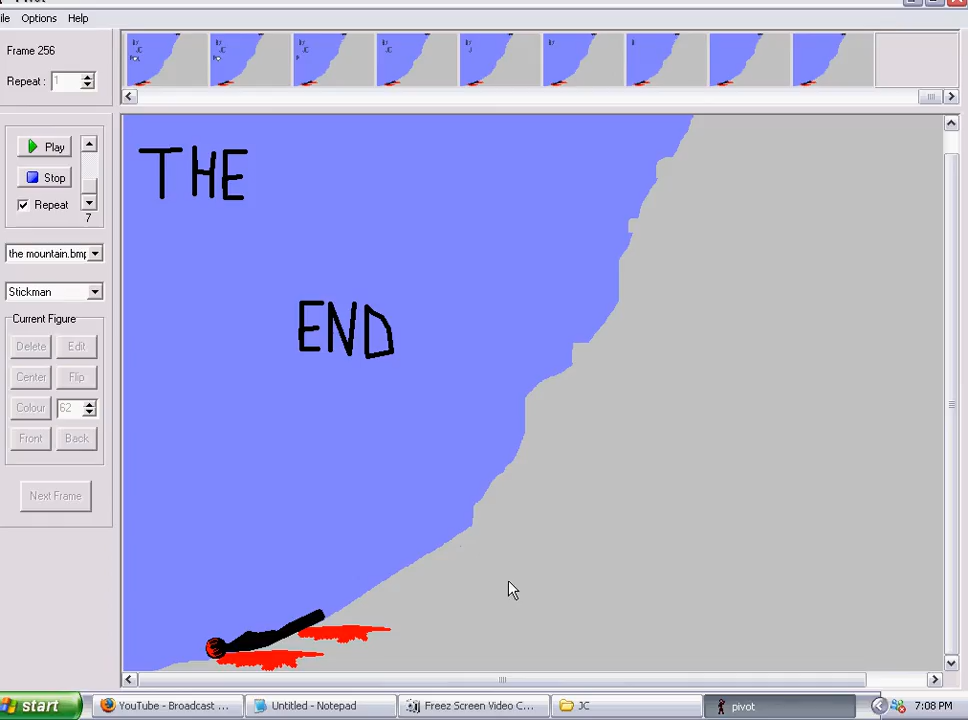 ile Options Help
Frame 256
Repeat : 1
Play
Stop
Repeat
7
the mountain.bmp
Stickman
Current Figure
Delete Edit
Center Flip
Colour 62
Front Back
Next Frame
THE
END
start
YouTube - Broadcast ...
Untitled - Notepad
Freez Screen Video C...
JC
pivot
7:08 PM